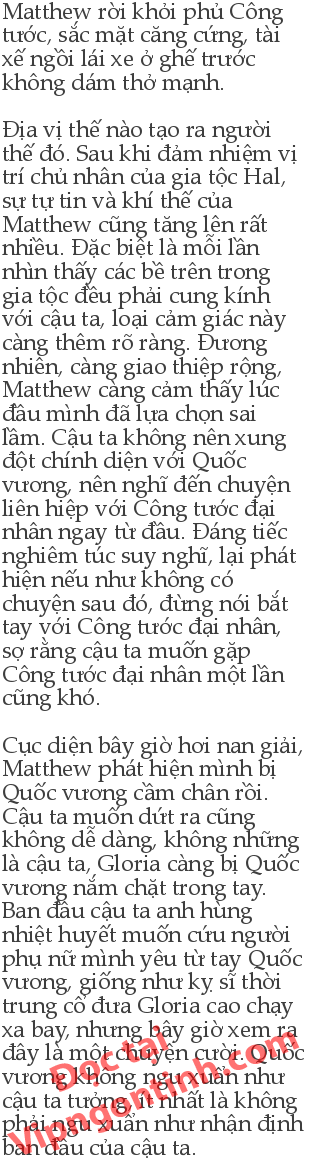 Matthew rời khỏi phủ Công
tước, sắc mặt căng cứng, tài
xế ngồi lái xe ở ghế trước
không dám thở mạnh.
Địa vị thế nào tạo ra người
thế đó. Sau khi đảm nhiệm vị
trí chủ nhân của gia tộc Hal,
sự tự tin và khí thế của
Matthew cũng tăng lên rất
nhiều. Đặc biệt là mỗi lần
nhìn thấy các bề trên trong
gia tộc đều phải cung kính
với cậu ta, loại cảm giác này
càng thêm rõ ràng. Đương
nhiên, càng giao thiệp rộng,
Matthew càng cảm thấy lúc
đầu mình đã lựa chọn sai
lầm. Cậu ta không nên xung
đột chính diện với Quốc
vương, nên nghĩ đến chuyện
liên hiệp với Công tước đại
nhân ngay từ đầu. Đáng tiếc
nghiêm túc suy nghĩ, lại phát
hiện nếu như không có
chuyện sau đó, đừng nói bắt
tay với Công tước đại nhân,
sợ rằng cậu ta muốn gặp
Công tước đại nhân một lần
cũng khó.
Cục diện bây giờ hơi nan giải,
Matthew phát hiện mình bị
Quốc vương cầm chân rồi.
Cậu ta muốn dứt ra cũng
không dễ dàng, không những
là cậu ta, Gloria càng bị Quốc
vương nắm chặt trong tay.
Ban đầu cậu ta anh hùng
nhiệt huyết muốn cứu người
phụ nữ mình yêu từ tay Quốc
vương, giống như kỵ sĩ thời
trung cổ đưa Gloria cao chạy
xa bay, nhưng bây giờ xem ra
đây là một chuyện cười. Quốc
vương không ngu xuẩn như
cậu ta tưởng, ít nhất là không
phải ngu xuẩn như nhận định
ban đầu của cậu ta.
Đọc tại
Vipngontinh.com